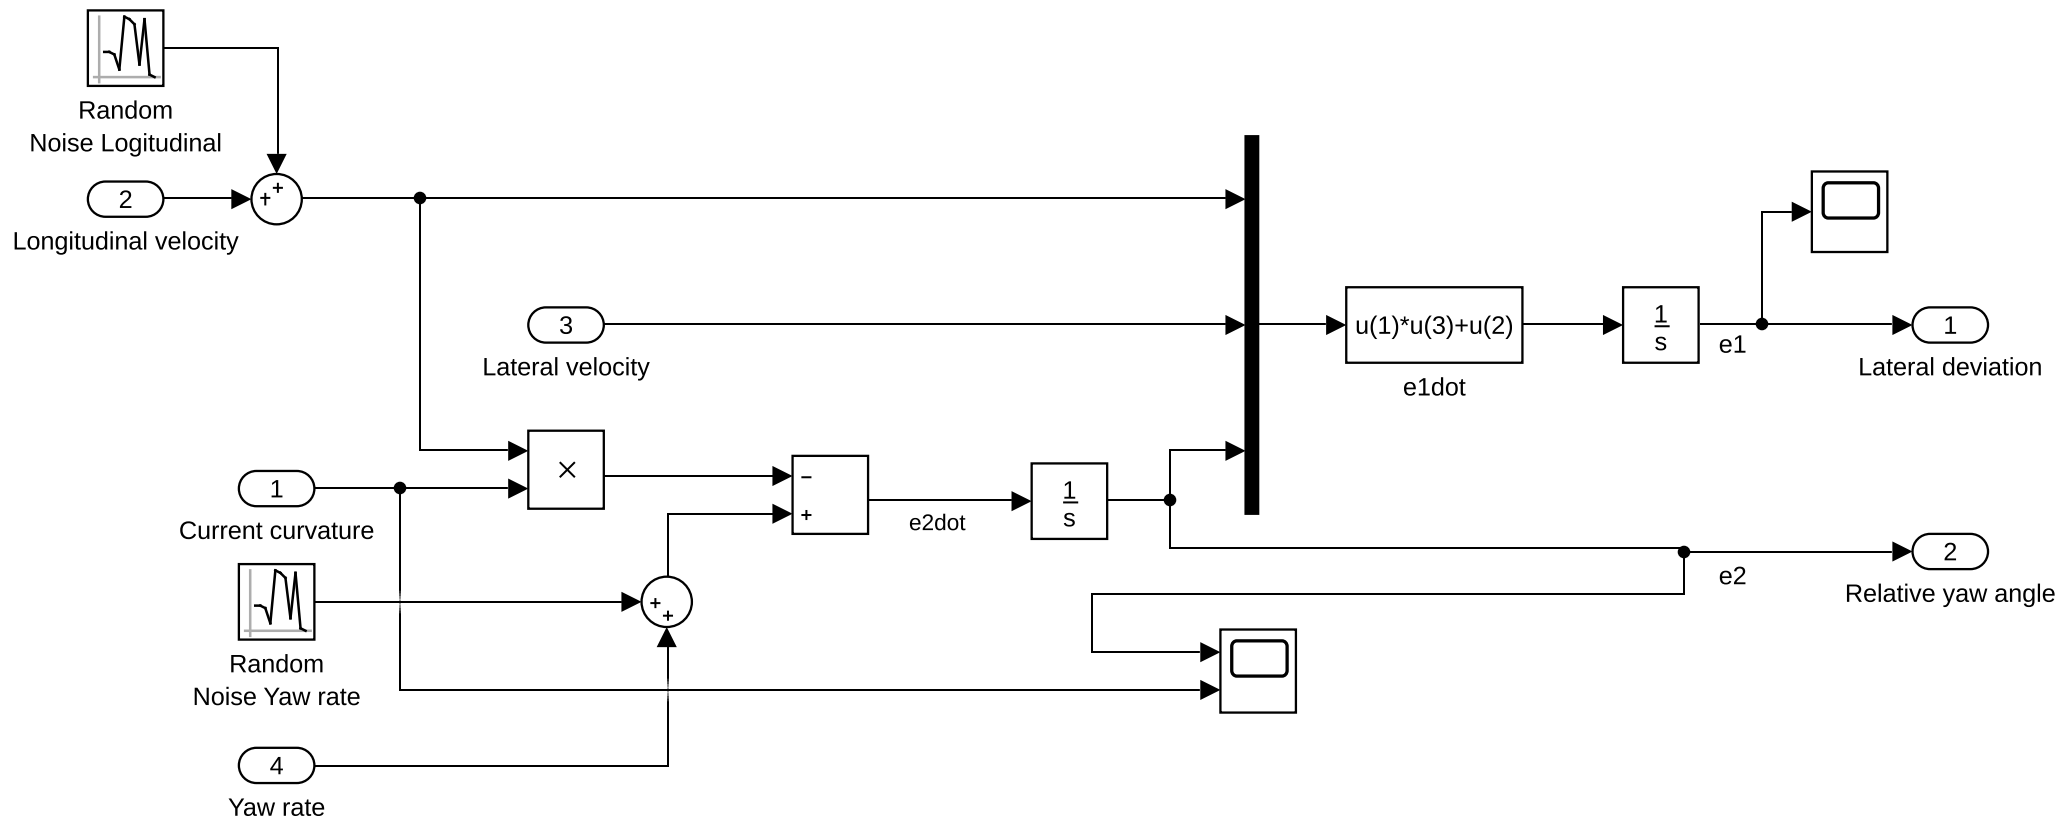 Random
Noise Logitudinal
+
2
+
Longitudinal velocity
3
Lateral velocity
u(1)*u(3)+u(2)
e1dot
1
s
e1
1
Lateral deviation
×
1
Current curvature
−
+
e2dot
1
s
2
e2
Relative yaw angle
+
+
Random
Noise Yaw rate
4
Yaw rate